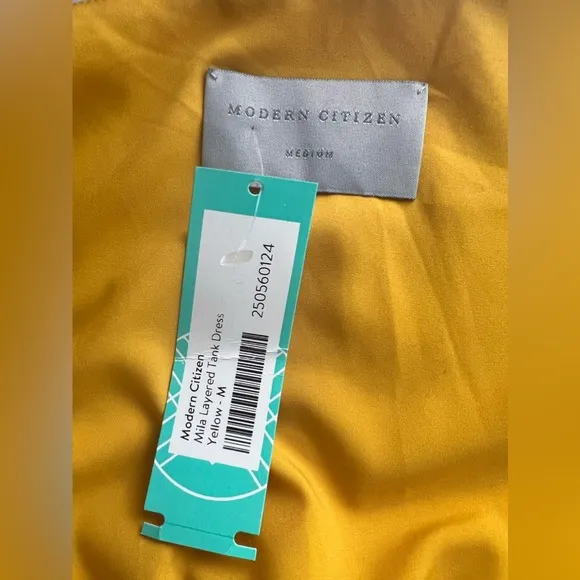 MODERN CITIZEN
MEDIUM
Modern Citizen
Mila Layered Tank Dress
Yellow - M
250560124